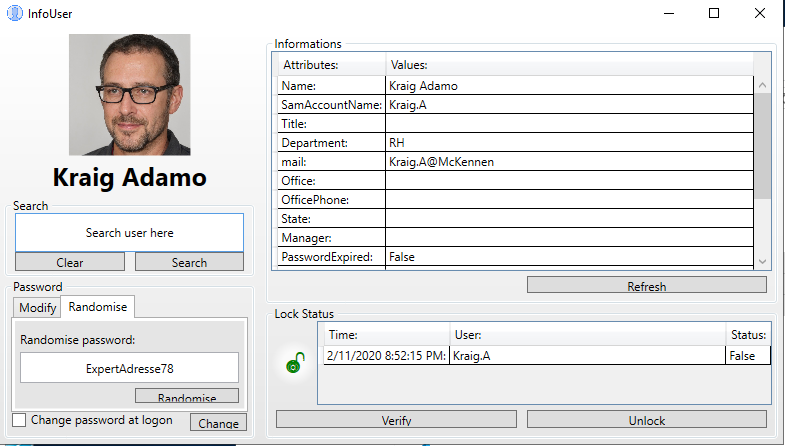 InfoUser
Kraig Adamo
Search
Search user here
Clear Search
Password
Modify Randomise
Randomise password:
ExpertAdresse78
Randomise
Change password at logon Change
Informations
Attributes: Values:
Name: Kraig Adamo
SamAccountName: Kraig.A
Title:
Department: RH
mail: Kraig.A@McKennen
Office:
OfficePhone:
State:
Manager:
PasswordExpired: False
Refresh
Lock Status
Time: User: Status:
2/11/2020 8:52:15 PM: Kraig.A False
Verify Unlock